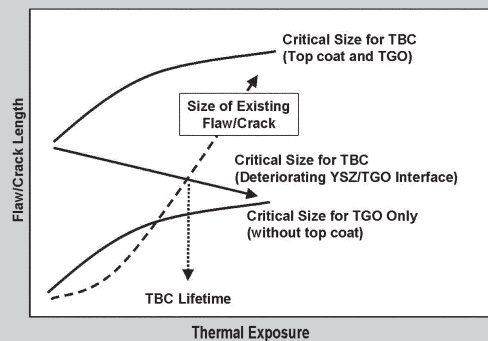 Critical Size for TBC
(Top coat and TGO)
Size of Existing
Flaw/Crack
Critical Size for TBC
(Deteriorating YSZ/TGO Interface)
Critical Size for TGO Only
(without top coat)
TBC Lifetime
Flaw/Crack Length
Thermal Exposure